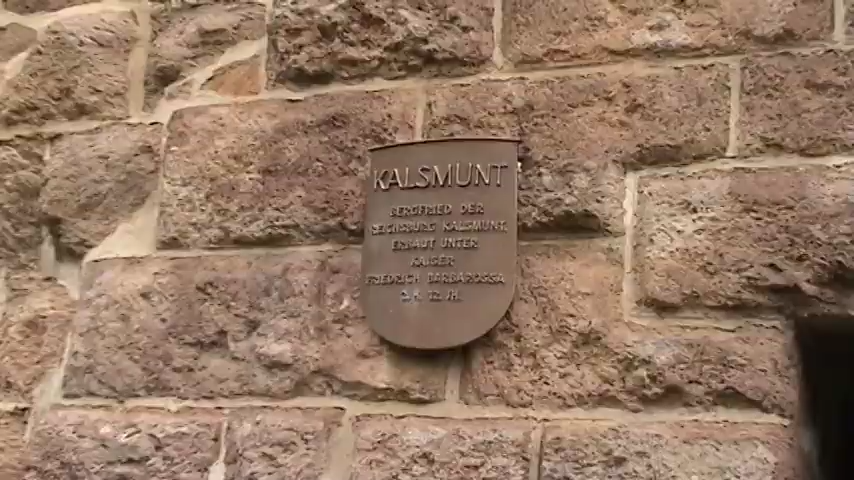 KALSMUNT
BERGFRIED DER
REICHSBURG KALSMUNT,
ERBAUT UNTER
KAISER
FRIEDRICH BARBAROSSA
2. H. 12. JH.